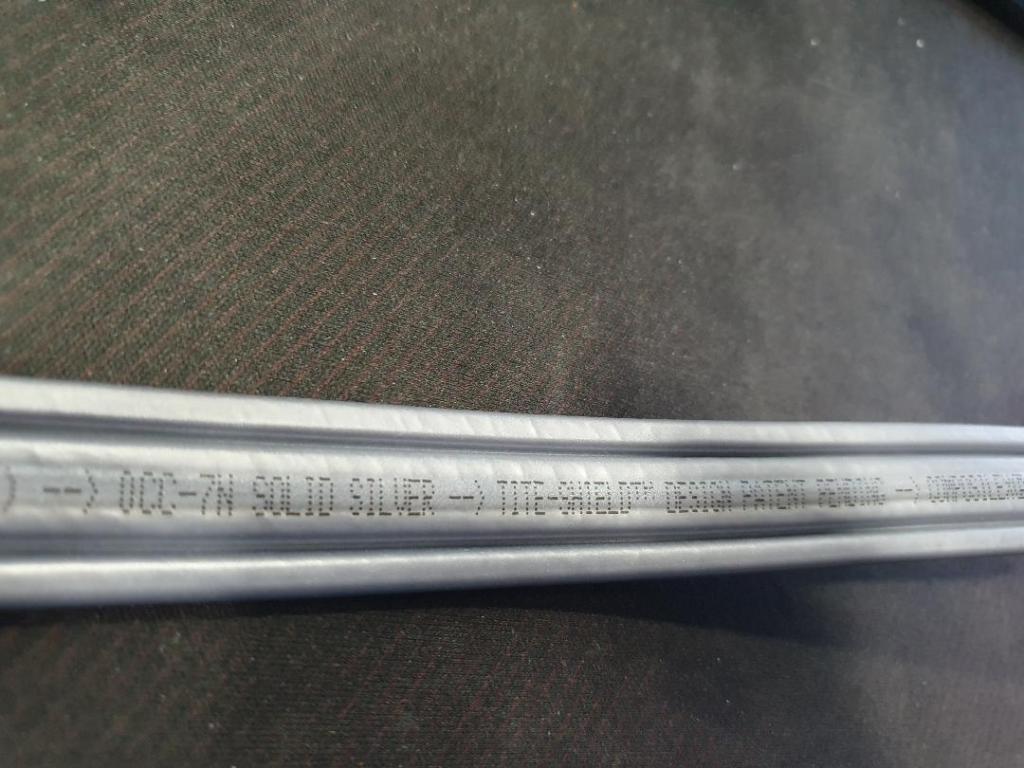 ) --> OCC-7N SOLID SILVER --> TITE-SHIELD™ DESIGN PATENT PENDING -->